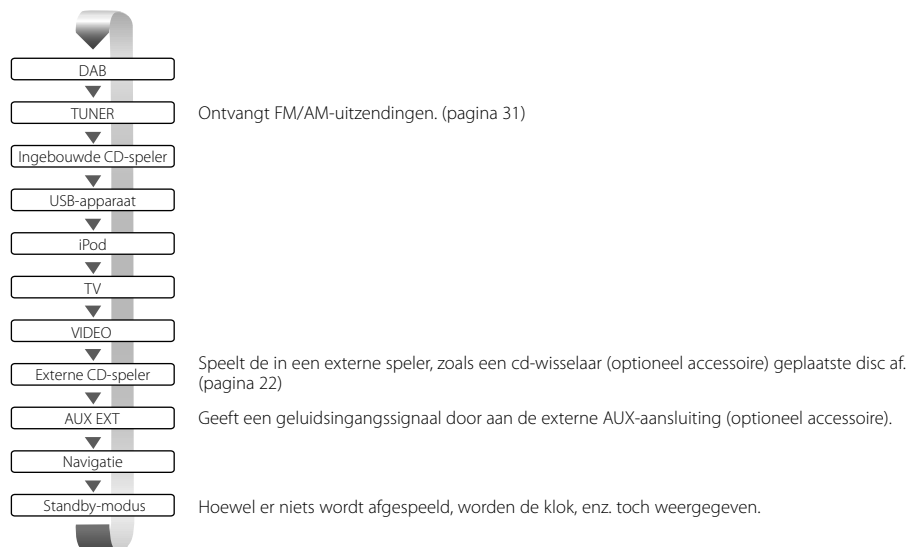 DAB
TUNER
Ontvangt FM/AM-uitzendingen. (pagina 31)
Ingebouwde CD-speler
USB-apparaat
iPod
TV
VIDEO
Externe CD-speler
Speelt de in een externe speler, zoals een cd-wisselaar (optioneel accessoire) geplaatste disc af.
(pagina 22)
AUX EXT
Geeft een geluidsingangssignaal door aan de externe AUX-aansluiting (optioneel accessoire).
Navigatie
Standby-modus
Hoewel er niets wordt afgespeeld, worden de klok, enz. toch weergegeven.